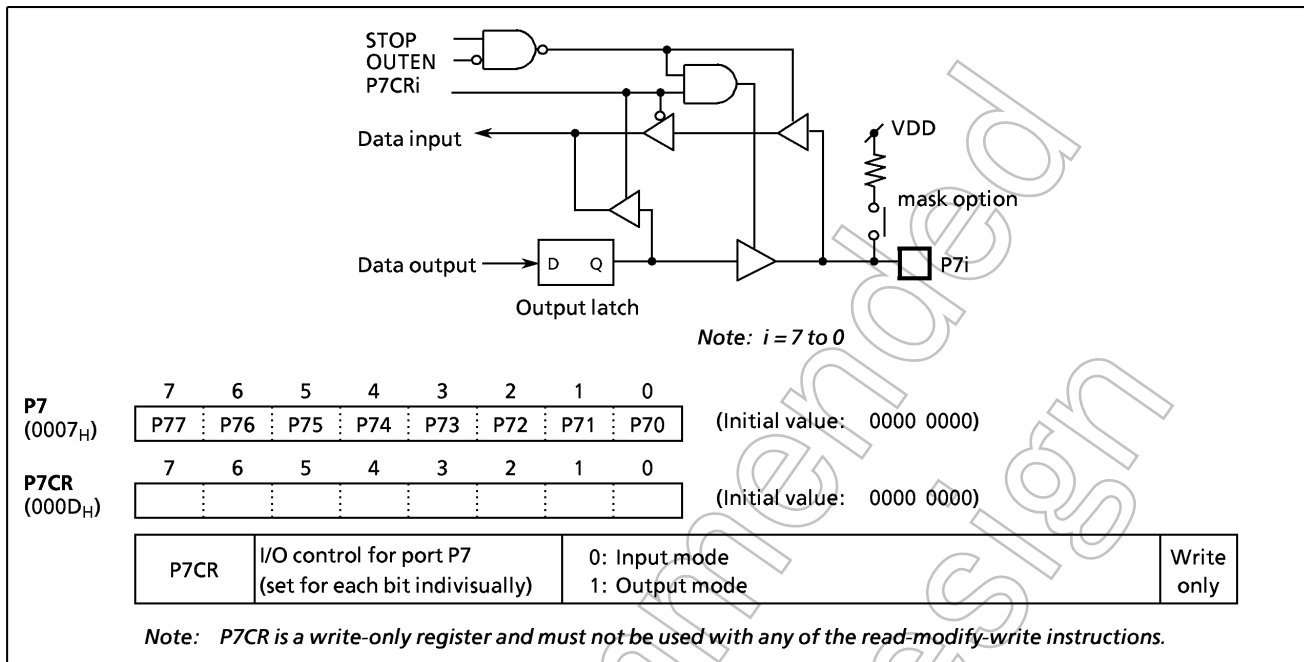 STOP
OUTEN
P7CRi
Data input
VDD
mask option
Data output
D Q
P7i
Output latch
Note: i = 7 to 0
7 6 5 4 3 2 1 0
P7
(0007H)
P77 P76 P75 P74 P73 P72 P71 P70
(Initial value: 0000 0000)
7 6 5 4 3 2 1 0
P7CR
(000DH)
(Initial value: 0000 0000)
P7CR
I/O control for port P7
(set for each bit indivisually)
0: Input mode
1: Output mode
Write
only
Note: P7CR is a write-only register and must not be used with any of the read-modify-write instructions.
mmended
esign